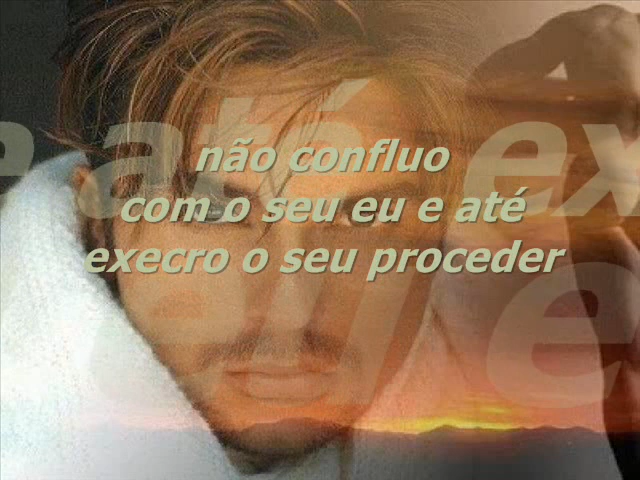 não confluo
com o seu eu e até
execro o seu proceder